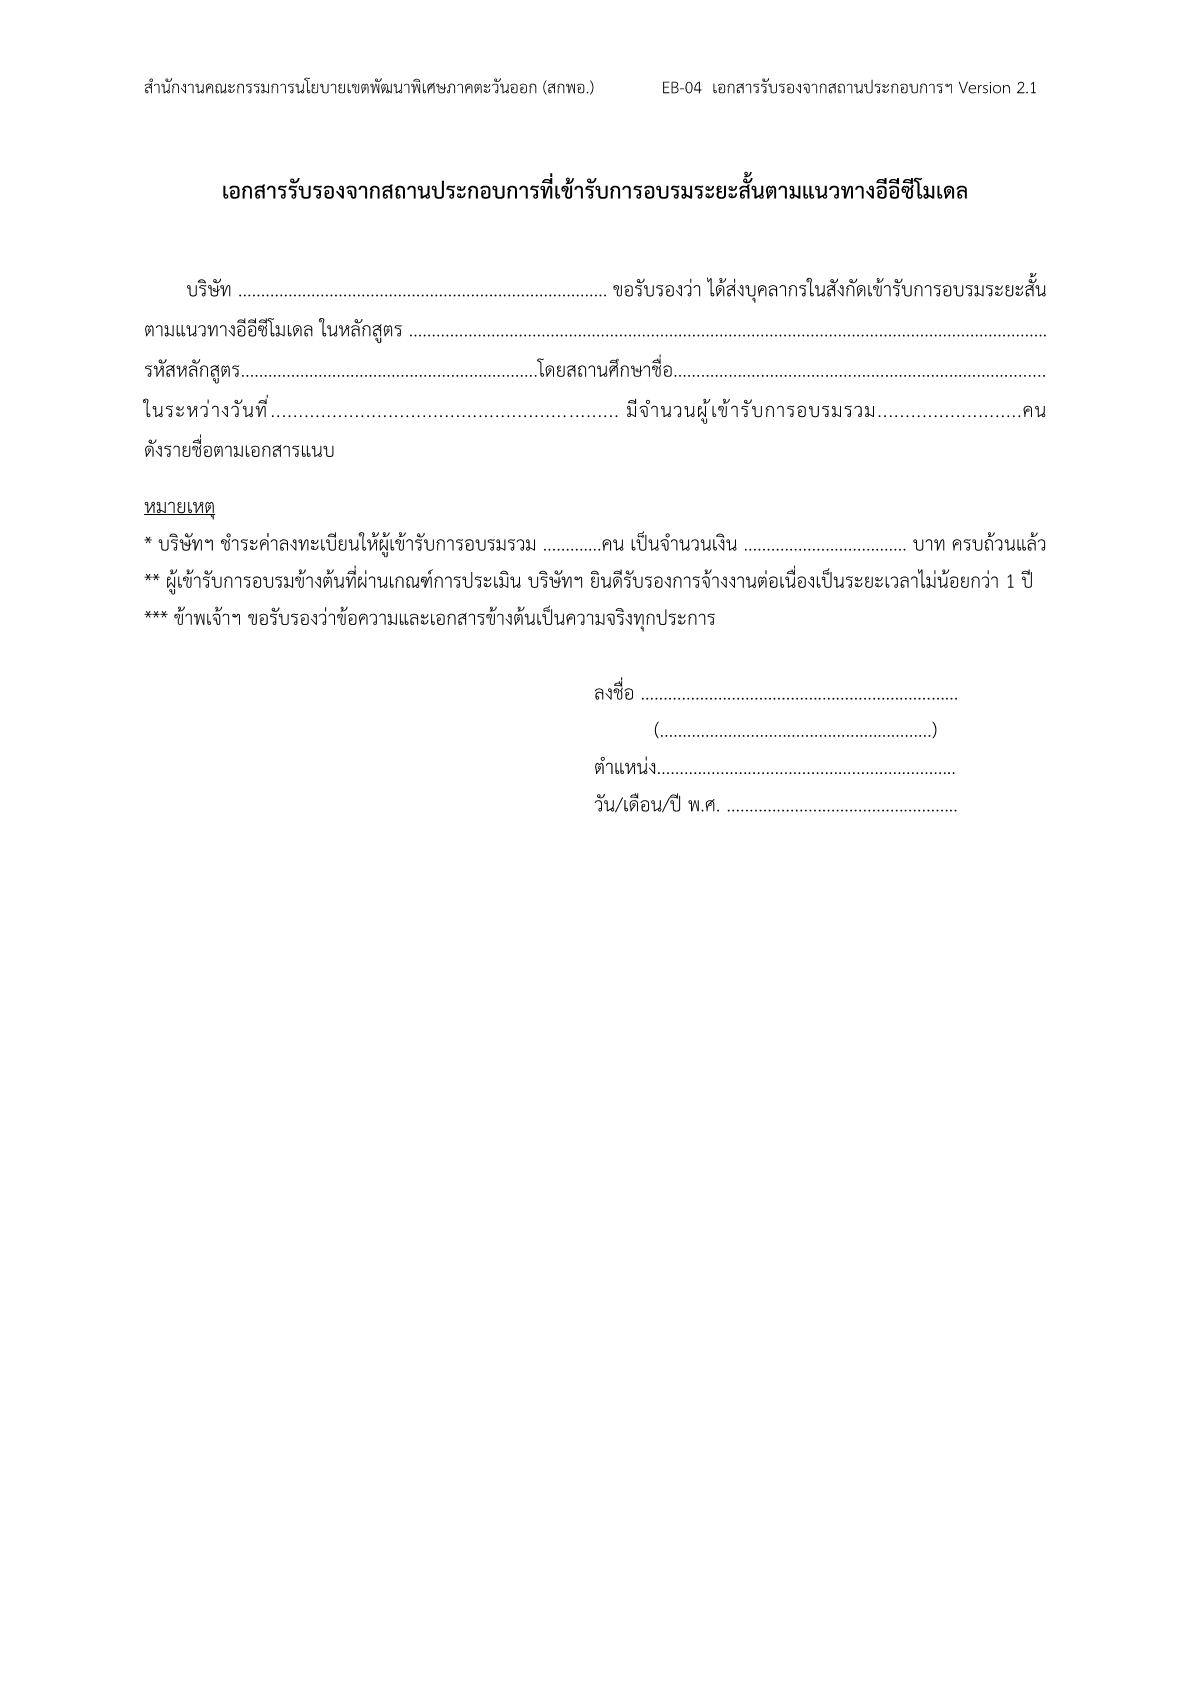 สำนักงานคณะกรรมการนโยบายเขตพัฒนาพิเศษภาคตะวันออก (สกพอ.) EB-04 เอกสารรับรองจากสถานประกอบการฯ Version 2.1
เอกสารรับรองจากสถานประกอบการที่เข้ารับการอบรมระยะสั้นตามแนวทางอีอีซีโมเดล
บริษัท ................................................................................. ขอรับรองว่า ได้ส่งบุคลากรในสังกัดเข้ารับการอบรมระยะสั้น
ตามแนวทางอีอีซีโมเดล ในหลักสูตร ............................................................................................................................................
รหัสหลักสูตร.................................................................โดยสถานศึกษาชื่อ..................................................................................
ในระหว่างวันที่.............................................................. มีจำนวนผู้เข้ารับการอบรมรวม..........................คน
ดังรายชื่อตามเอกสารแนบ
หมายเหตุ
* บริษัทฯ ชำระค่าลงทะเบียนให้ผู้เข้ารับการอบรมรวม .............คน เป็นจำนวนเงิน .................................... บาท ครบถ้วนแล้ว
** ผู้เข้ารับการอบรมข้างต้นที่ผ่านเกณฑ์การประเมิน บริษัทฯ ยินดีรับรองการจ้างงานต่อเนื่องเป็นระยะเวลาไม่น้อยกว่า 1 ปี
*** ข้าพเจ้าฯ ขอรับรองว่าข้อความและเอกสารข้างต้นเป็นความจริงทุกประการ
ลงชื่อ ......................................................................
(............................................................)
ตำแหน่ง..................................................................
วัน/เดือน/ปี พ.ศ. ...................................................